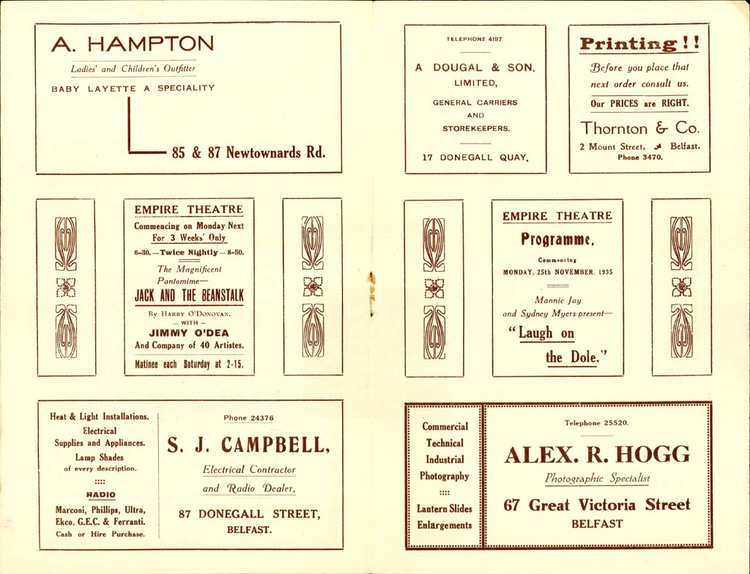 A. HAMPTON
Ladies' and Children's Outfitter
BABY LAYETTE A SPECIALITY
85 & 87 Newtownards Rd.
EMPIRE THEATRE
Commencing on Monday Next
For 3 Weeks' Only
6-30. — Twice Nightly — 8-50.
The Magnificent
Pantomime—
JACK AND THE BEANSTALK
By HARRY O'DONOVAN.
— WITH —
JIMMY O'DEA
And Company of 40 Artistes.
Matinee each Saturday at 2-15.
Heat & Light Installations.
Electrical
Supplies and Appliances.
Lamp Shades
of every description.
RADIO
Marconi, Phillips, Ultra,
Ekco, G.E.C. & Ferranti.
Cash or Hire Purchase.
Phone 24376
S. J. CAMPBELL,
Electrical Contractor
and Radio Dealer,
87 DONEGALL STREET,
BELFAST.
TELEPHONE 4197.
A DOUGAL & SON,
LIMITED,
GENERAL CARRIERS
AND
STOREKEEPERS.
17 DONEGALL QUAY.
Printing!!
Before you place that
next order consult us.
Our PRICES are RIGHT.
Thornton & Co.
2 Mount Street, Belfast.
Phone 3470.
EMPIRE THEATRE
Programme,
Commencing
MONDAY, 25th NOVEMBER, 1935
Mannie Jay
and Sydney Myers present—
"Laugh on
the Dole."
Commercial
Technical
Industrial
Photography
Lantern Slides
Enlargements
Telephone 25520.
ALEX. R. HOGG
Photographic Specialist
67 Great Victoria Street
BELFAST